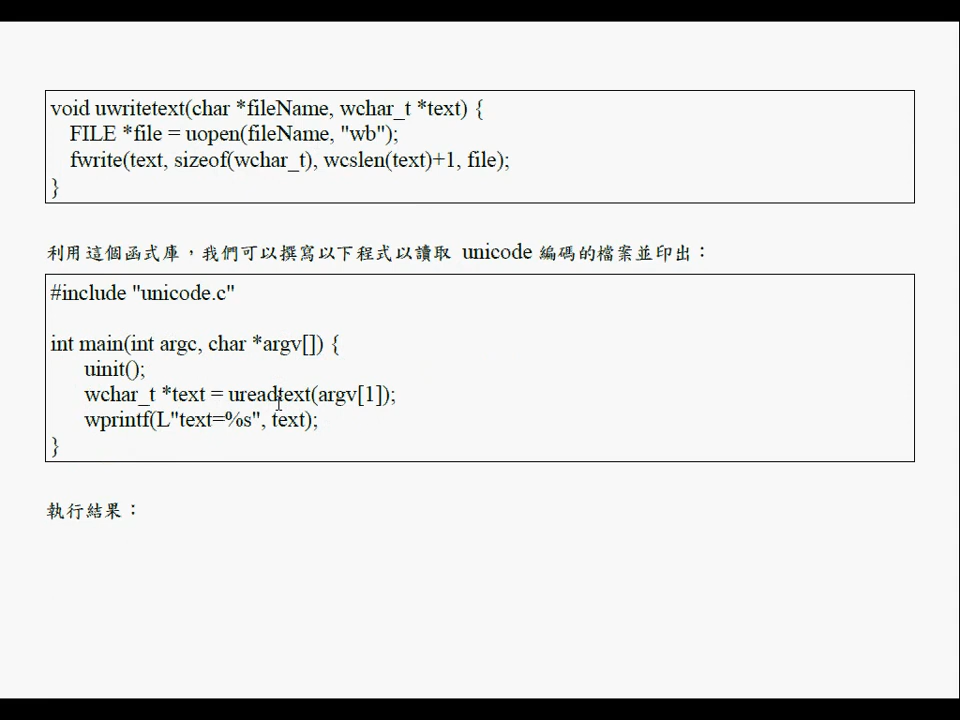 void uwritetext(char *fileName, wchar_t *text) {
FILE *file = uopen(fileName, "wb");
fwrite(text, sizeof(wchar_t), wcslen(text)+1, file);
}
利用這個函式庫，我們可以撰寫以下程式以讀取 unicode 編碼的檔案並印出：
#include "unicode.c"
int main(int argc, char *argv[]) {
uinit();
wchar_t *text = ureadtext(argv[1]);
wprintf(L"text=%s", text);
}
執行結果：